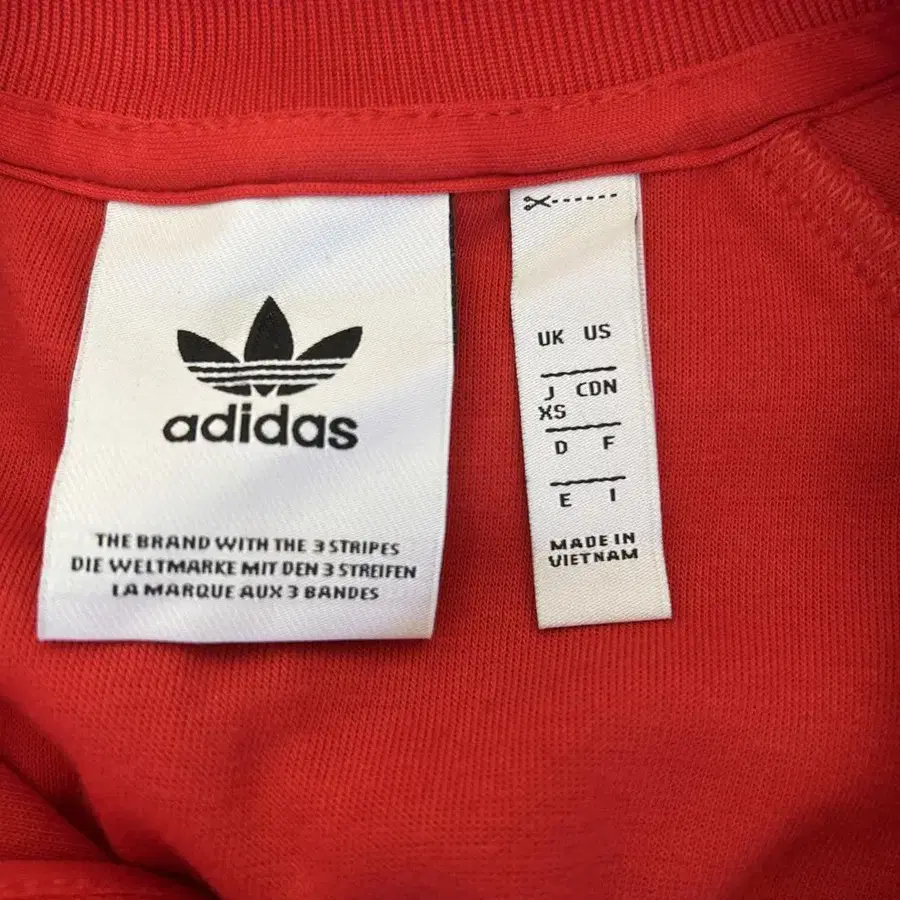 adidas
THE BRAND WITH THE 3 STRIPES
DIE WELTMARKE MIT DEN 3 STREIFEN
LA MARQUE AUX 3 BANDES
UK US
J CDN
XS
D F
E I
MADE IN
VIETNAM